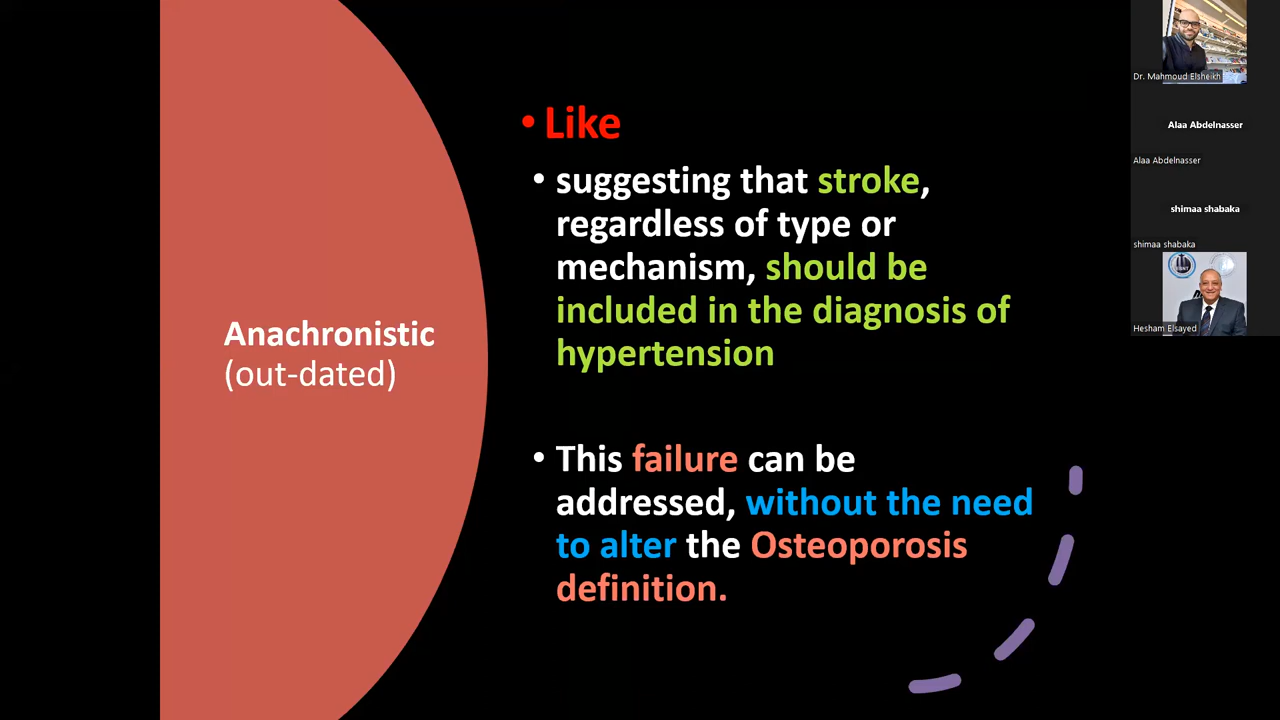 Anachronistic
(out-dated)
• Like
• suggesting that stroke,
regardless of type or
mechanism, should be
included in the diagnosis of
hypertension
• This failure can be
addressed, without the need
to alter the Osteoporosis
definition.
Dr. Mahmoud Elsheikh
Alaa Abdelnasser
Alaa Abdelnasser
shimaa shabaka
shimaa shabaka
Hesham Elsayed